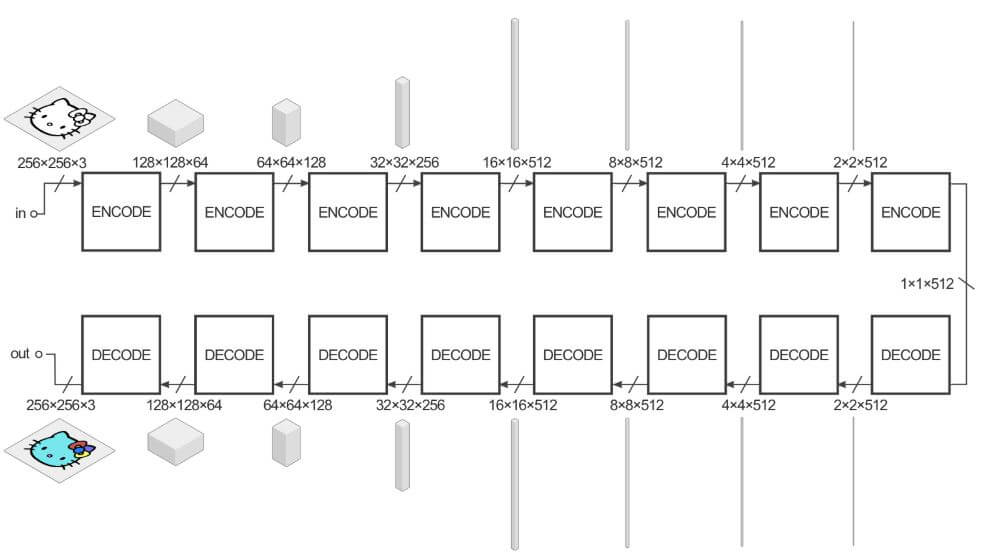 256×256×3 128×128×64 64×64×128 32×32×256 16×16×512 8×8×512 4×4×512 2×2×512
in ENCODE ENCODE ENCODE ENCODE ENCODE ENCODE ENCODE ENCODE
1×1×512
out DECODE DECODE DECODE DECODE DECODE DECODE DECODE DECODE
256×256×3 128×128×64 64×64×128 32×32×256 16×16×512 8×8×512 4×4×512 2×2×512